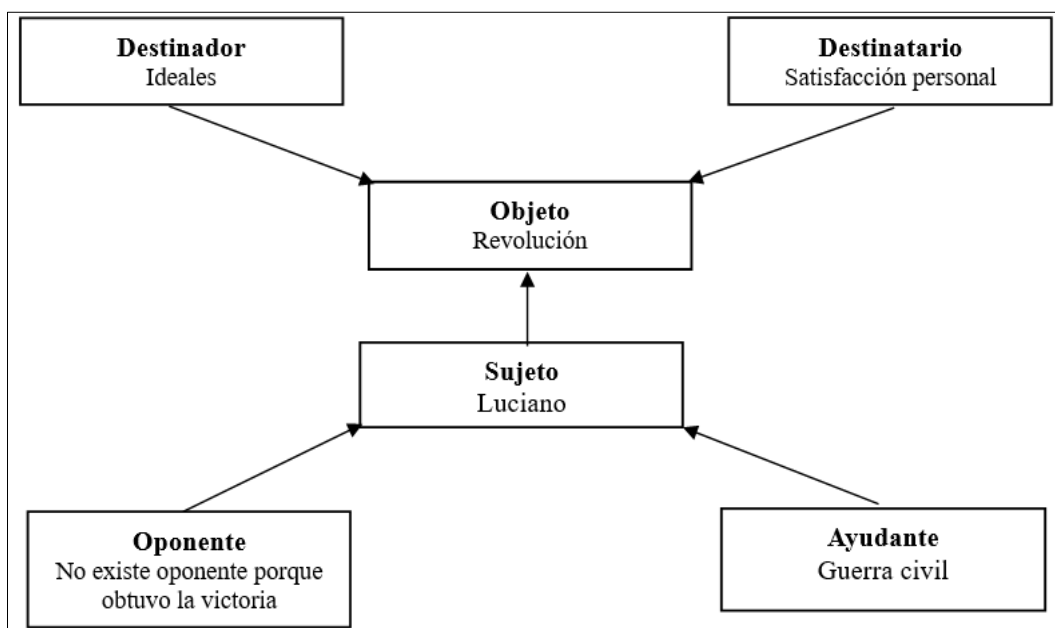 Destinador
Ideales
Destinatario
Satisfacción personal
Objeto
Revolución
Sujeto
Luciano
Oponente
No existe oponente porque
obtuvo la victoria
Ayudante
Guerra civil